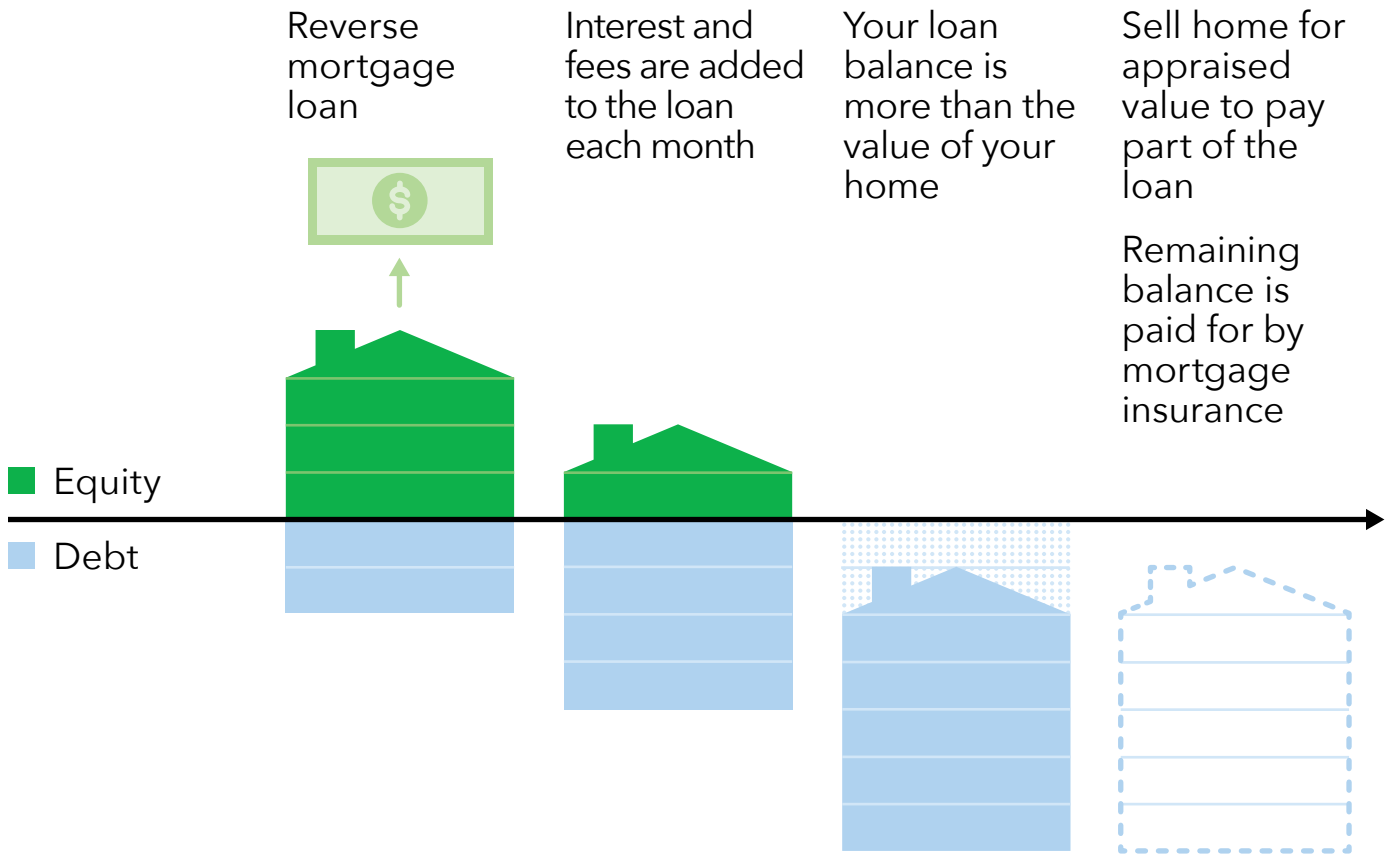 Reverse
mortgage
loan
Interest and
fees are added
to the loan
each month
Your loan
balance is
more than the
value of your
home
Sell home for
appraised
value to pay
part of the
loan
Remaining
balance is
paid for by
mortgage
insurance
$
Equity
Debt